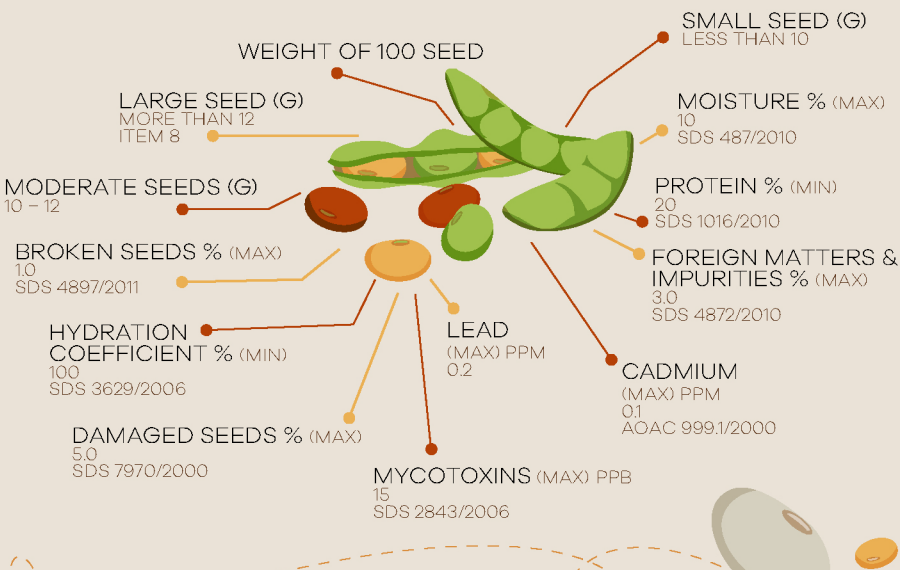 WEIGHT OF 100 SEED
SMALL SEED (G)
LESS THAN 10
LARGE SEED (G)
MORE THAN 12
ITEM 8
MOISTURE % (MAX)
10
SDS 487/2010
MODERATE SEEDS (G)
10 – 12
PROTEIN % (MIN)
20
SDS 1016/2010
BROKEN SEEDS % (MAX)
1.0
SDS 4897/2011
FOREIGN MATTERS &
IMPURITIES % (MAX)
3.0
SDS 4872/2010
HYDRATION
COEFFICIENT % (MIN)
100
SDS 3629/2006
LEAD
(MAX) PPM
0.2
CADMIUM
(MAX) PPM
0.1
AOAC 999.1/2000
DAMAGED SEEDS % (MAX)
5.0
SDS 7970/2000
MYCOTOXINS (MAX) PPB
15
SDS 2843/2006